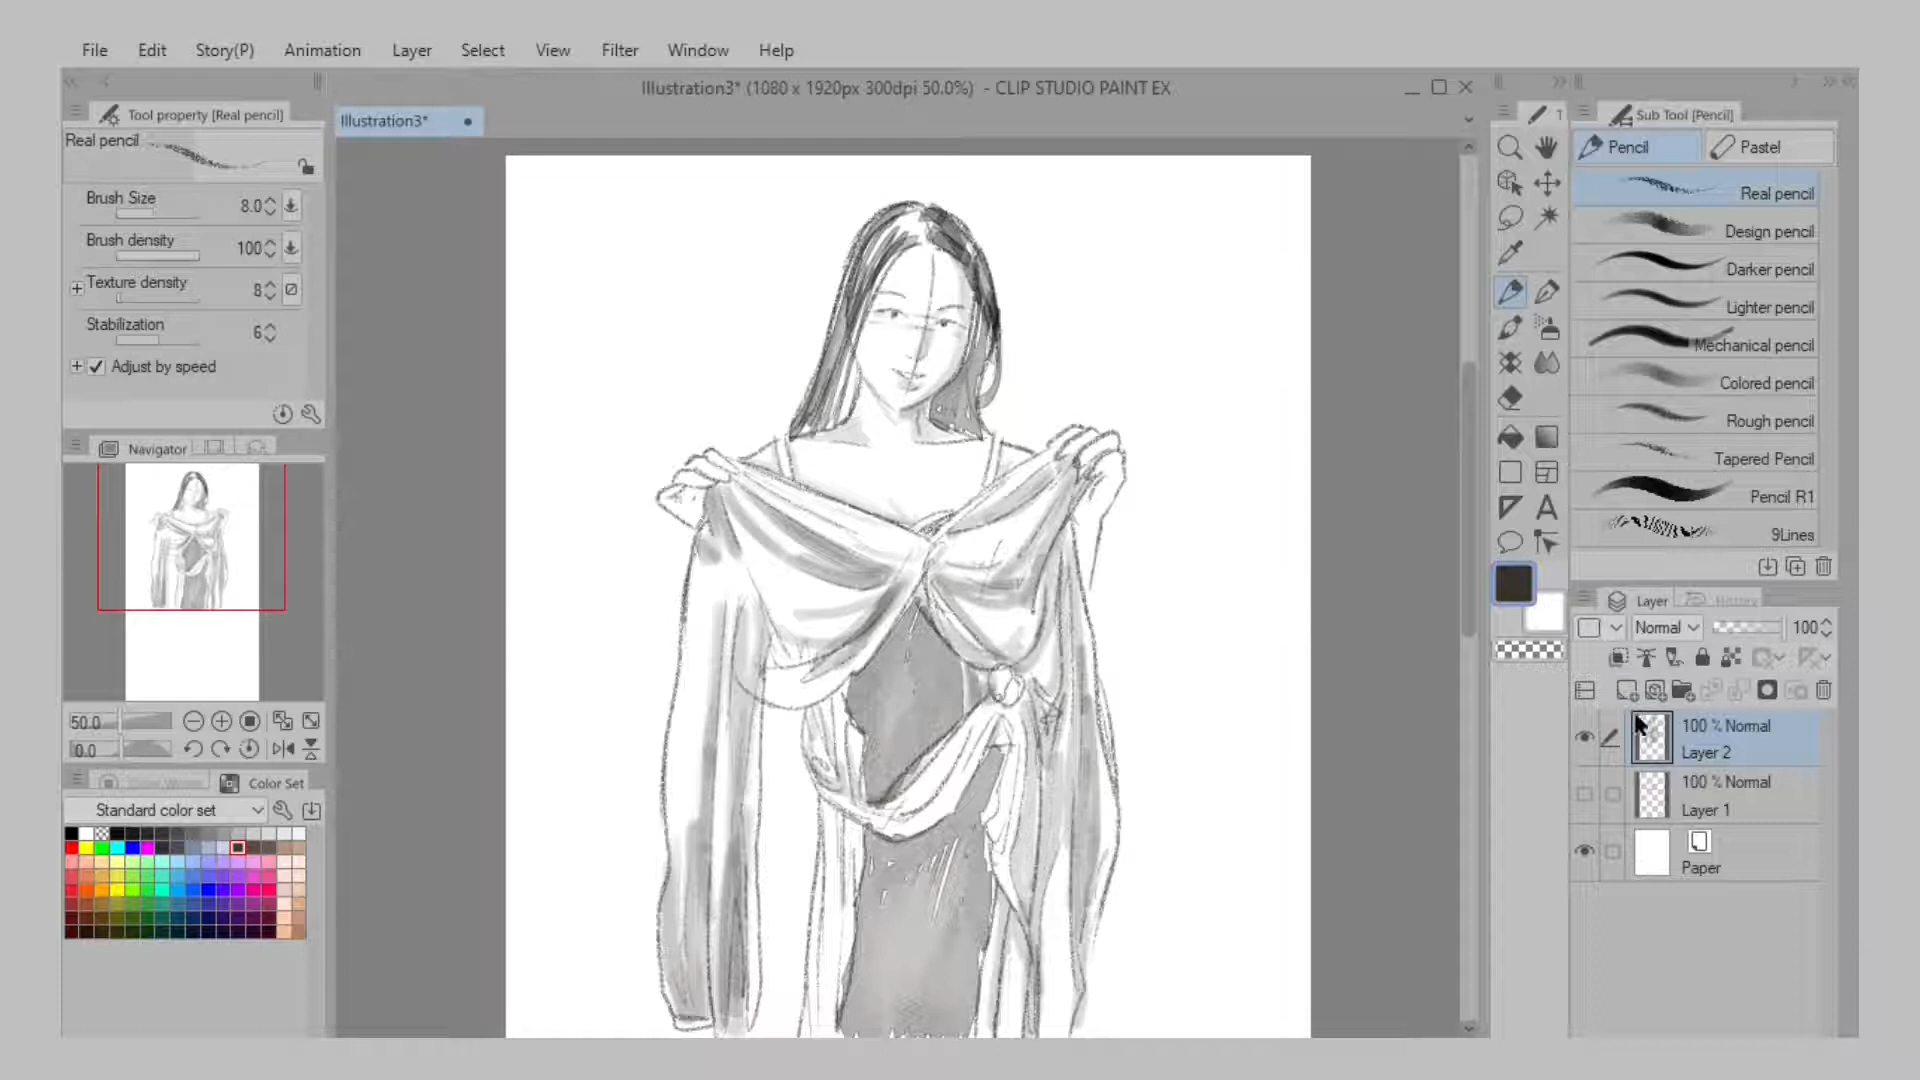 File Edit Story(P) Animation Layer Select View Filter Window Help
Illustration3* (1080 x 1920px 300dpi 50.0%) - CLIP STUDIO PAINT EX
Tool property [Real pencil]
Real pencil
Brush Size 8.0
Brush density 100
Texture density 8
Stabilization 6
Adjust by speed
Navigator
50.0
0.0
Color Set
Standard color set
Illustration3*
1
Sub Tool [Pencil]
Pencil Pastel
Real pencil
Design pencil
Darker pencil
Lighter pencil
Mechanical pencil
Colored pencil
Rough pencil
Tapered Pencil
Pencil R1
9Lines
Layer History
Normal 100
100 % Normal
Layer 2
100 % Normal
Layer 1
Paper